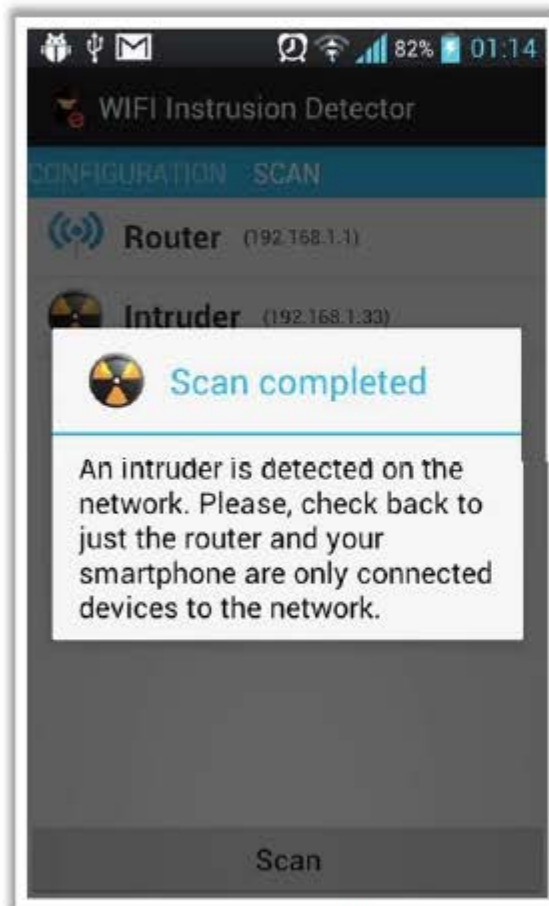 82% 01:14
WIFI Instrusion Detector
CONFIGURATION SCAN
Router (192.168.1.1)
Intruder (192.168.1.33)
Scan completed
An intruder is detected on the
network. Please, check back to
just the router and your
smartphone are only connected
devices to the network.
Scan